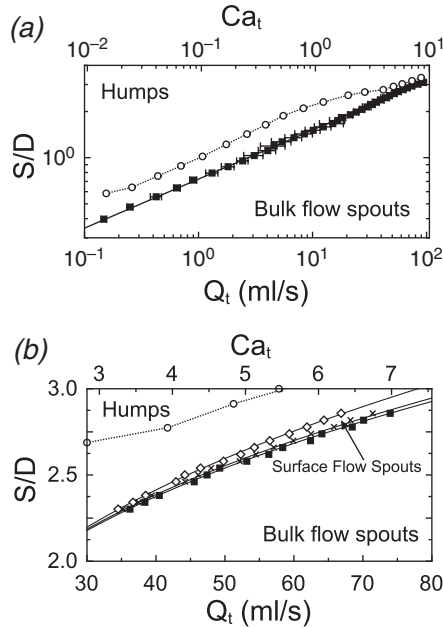 (a)
Ca_t
10^-2 10^-1 10^0 10^1
Humps
S/D
10^0
Bulk flow spouts
10^-1 10^0 10^1 10^2
Q_t (ml/s)
(b)
Ca_t
3 4 5 6 7
3.0
Humps
S/D
2.5
Surface Flow Spouts
Bulk flow spouts
2.0
30 40 50 60 70 80
Q_t (ml/s)